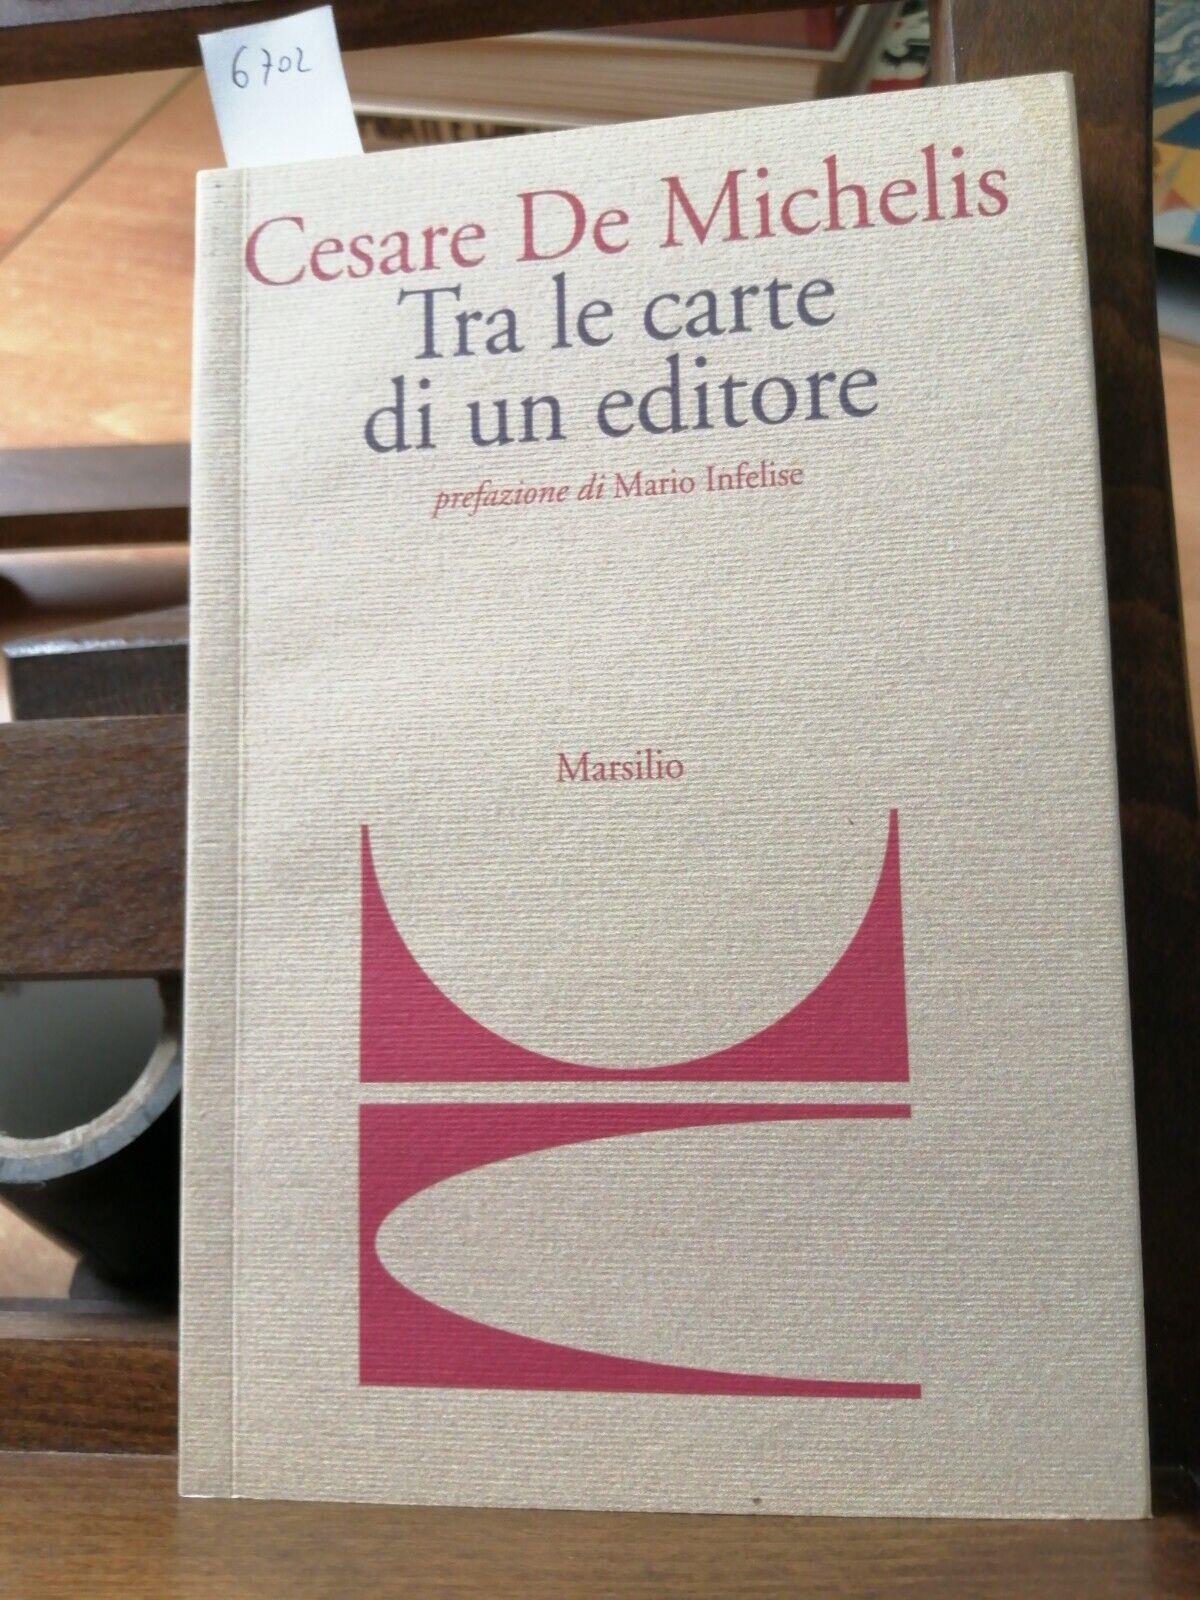 6702
Cesare De Michelis
Tra le carte
di un editore
prefazione di Mario Infelise
Marsilio